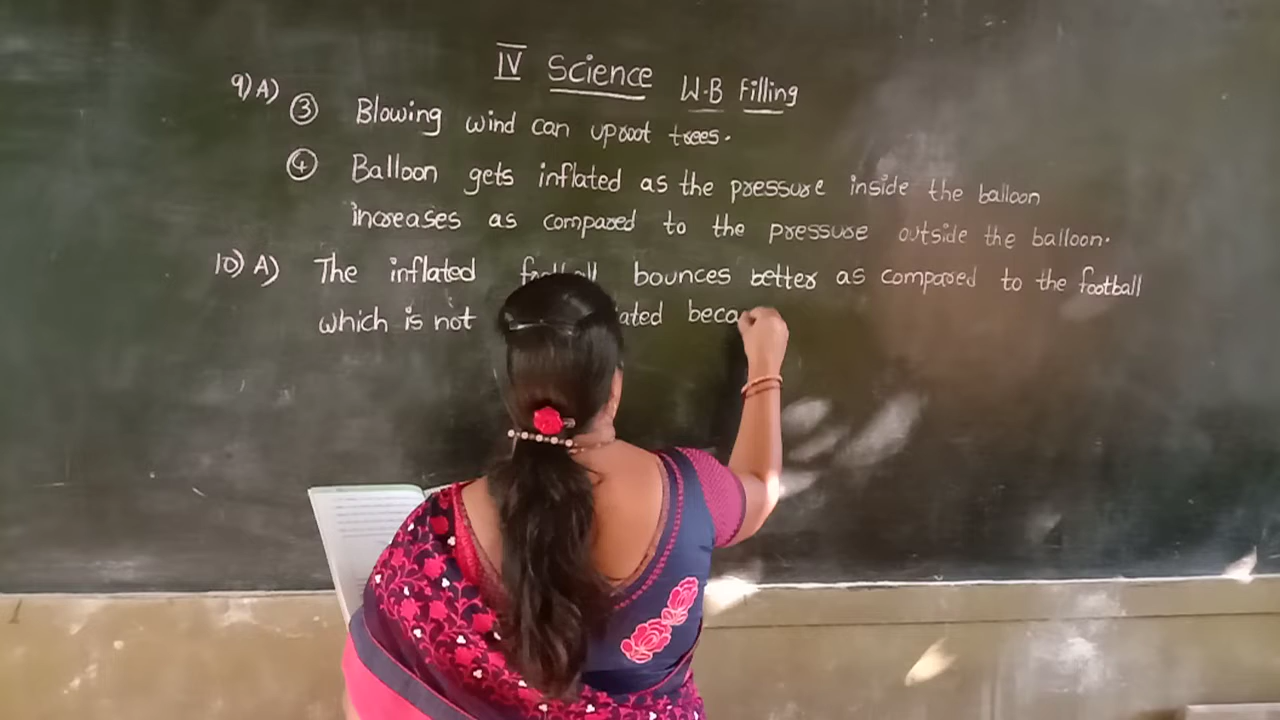 IV Science W.B Filling
9) A) ③ Blowing wind can uproot trees.
④ Balloon gets inflated as the pressure inside the balloon
increases as compared to the pressure outside the balloon.
10) A) The inflated football bounces better as compared to the football
which is not beca